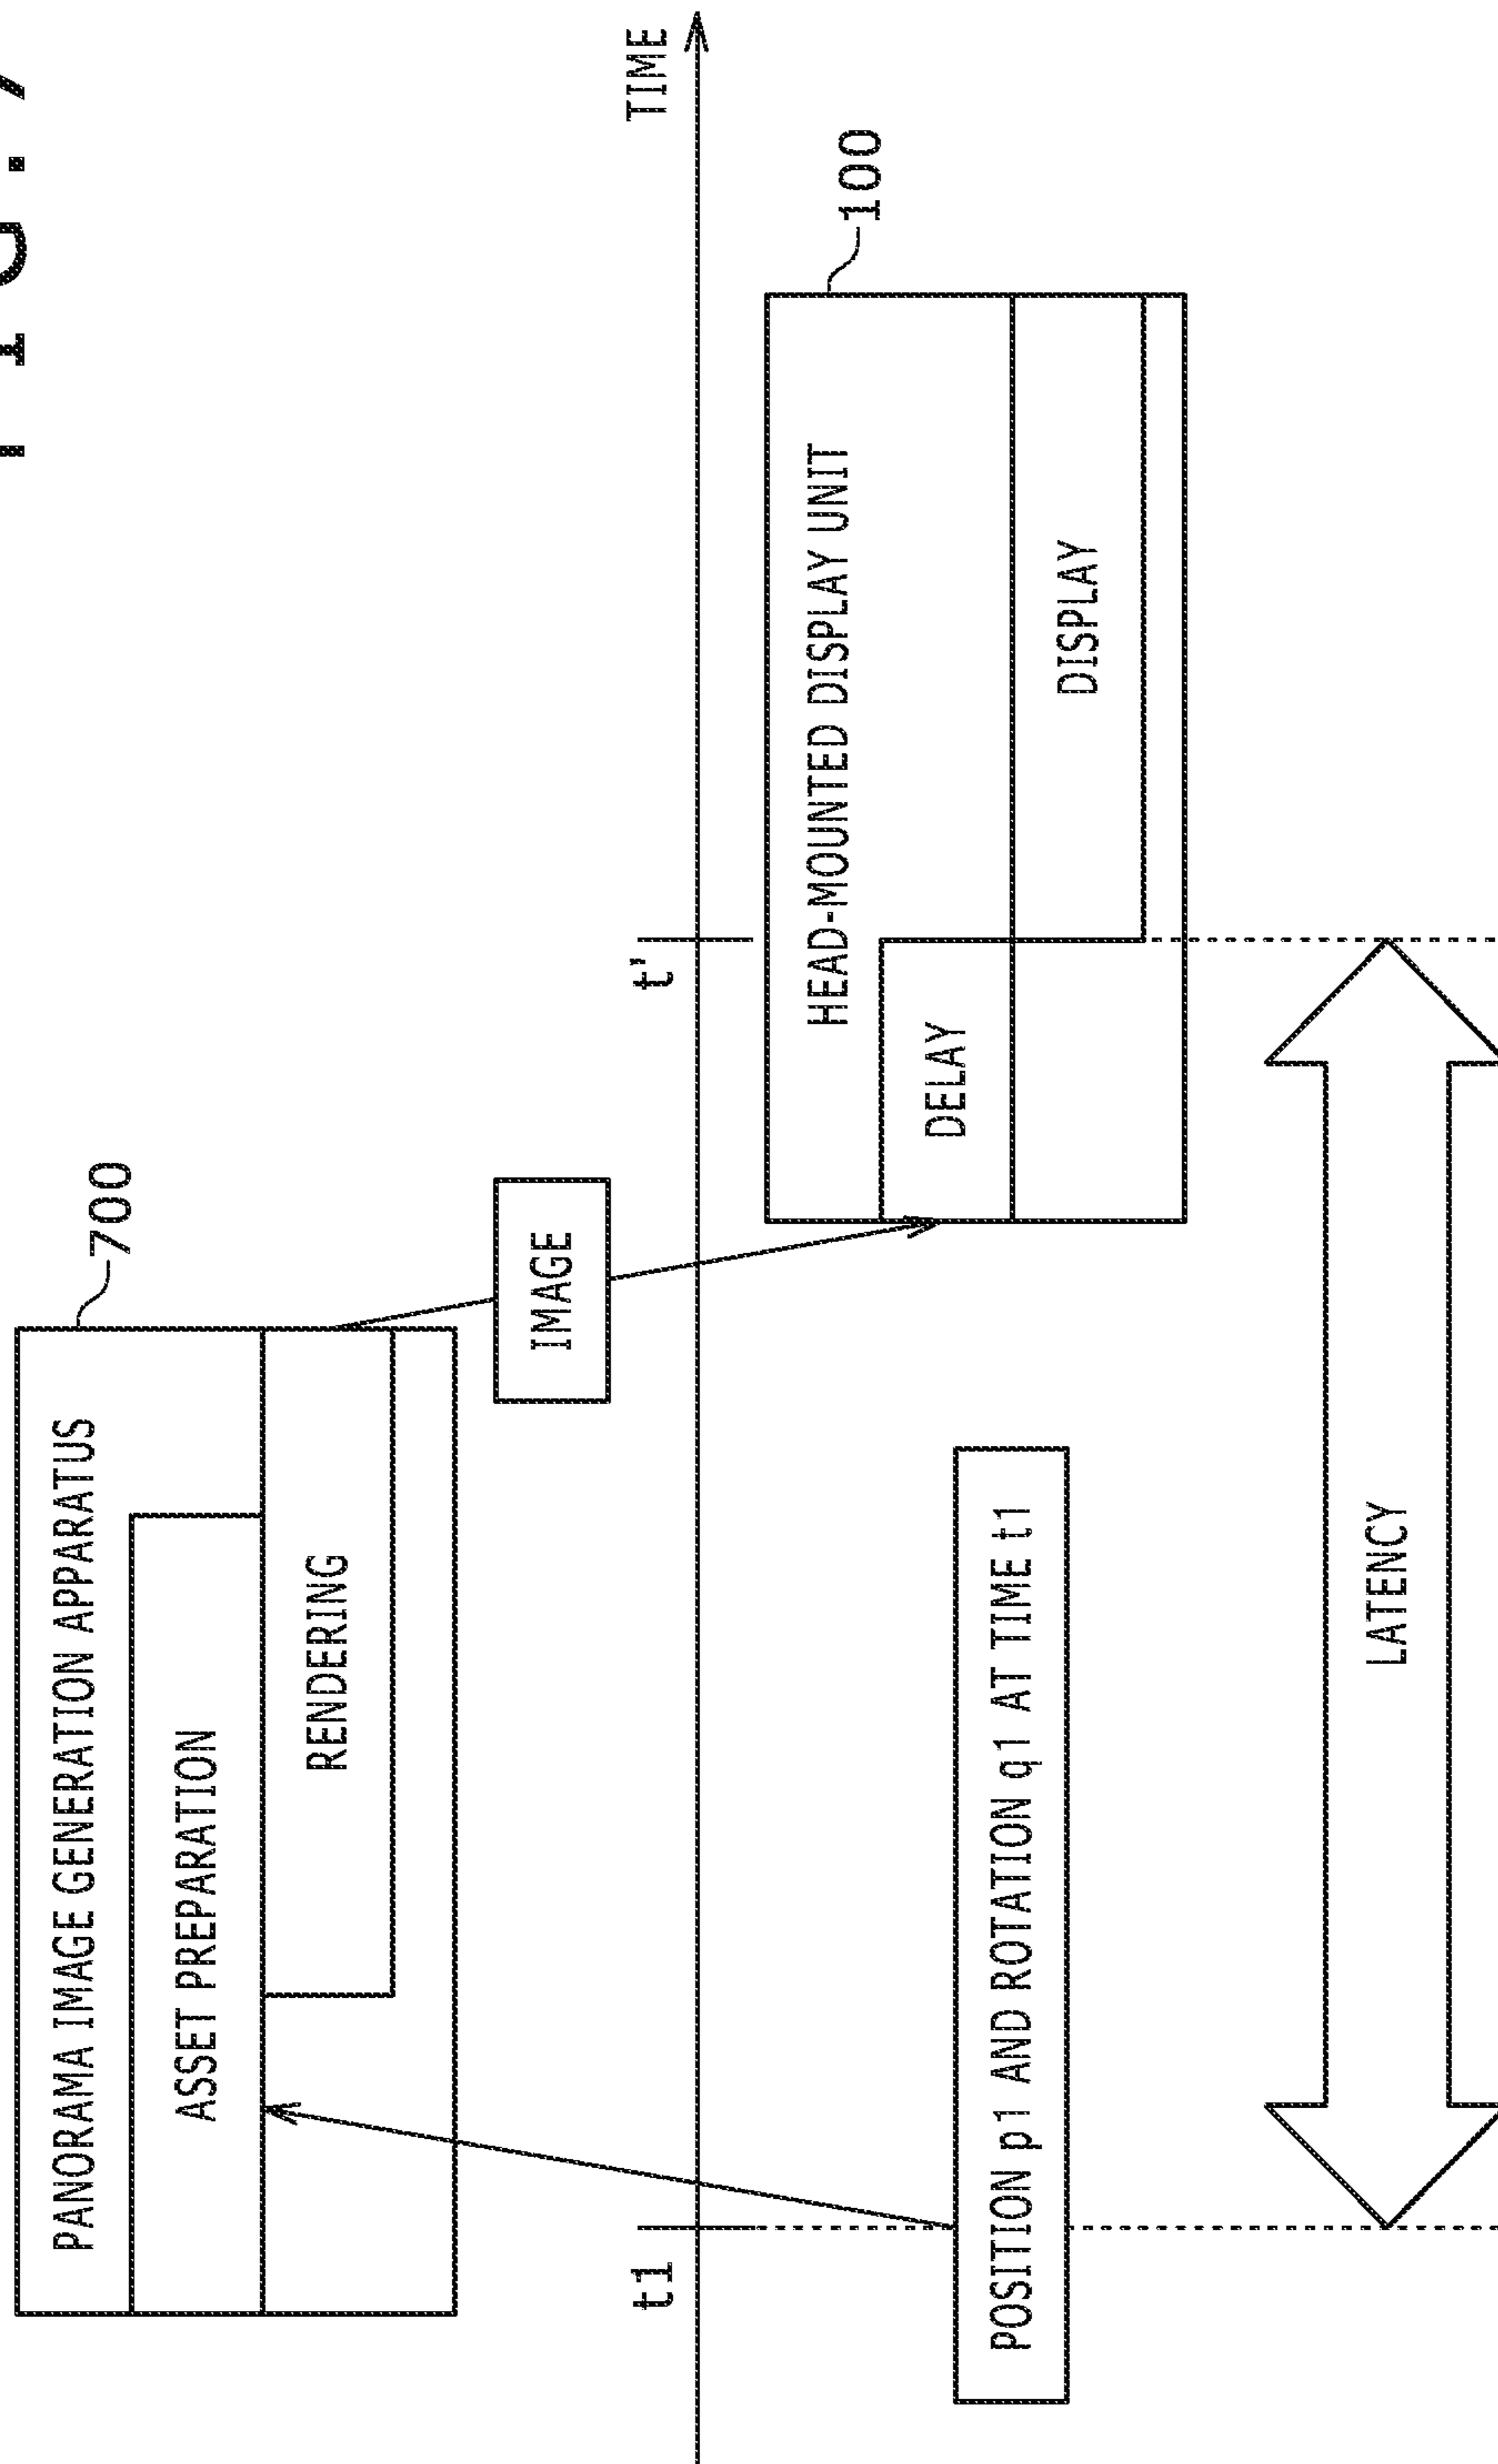 PANORAMA IMAGE GENERATION APPARATUS
700
ASSET PREPARATION
RENDERING
IMAGE
t1
t'
TIME
HEAD-MOUNTED DISPLAY UNIT
100
DELAY
POSITION p1 AND ROTATION q1 AT TIME t1
DISPLAY
LATENCY